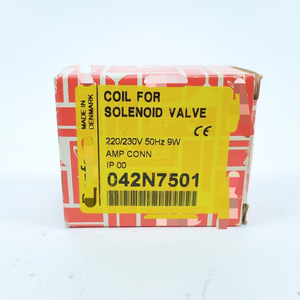 MADE IN
DENMARK
COIL FOR
SOLENOID VALVE
CE
220/230V 50Hz 9W
AMP CONN
IP 00
042N7501